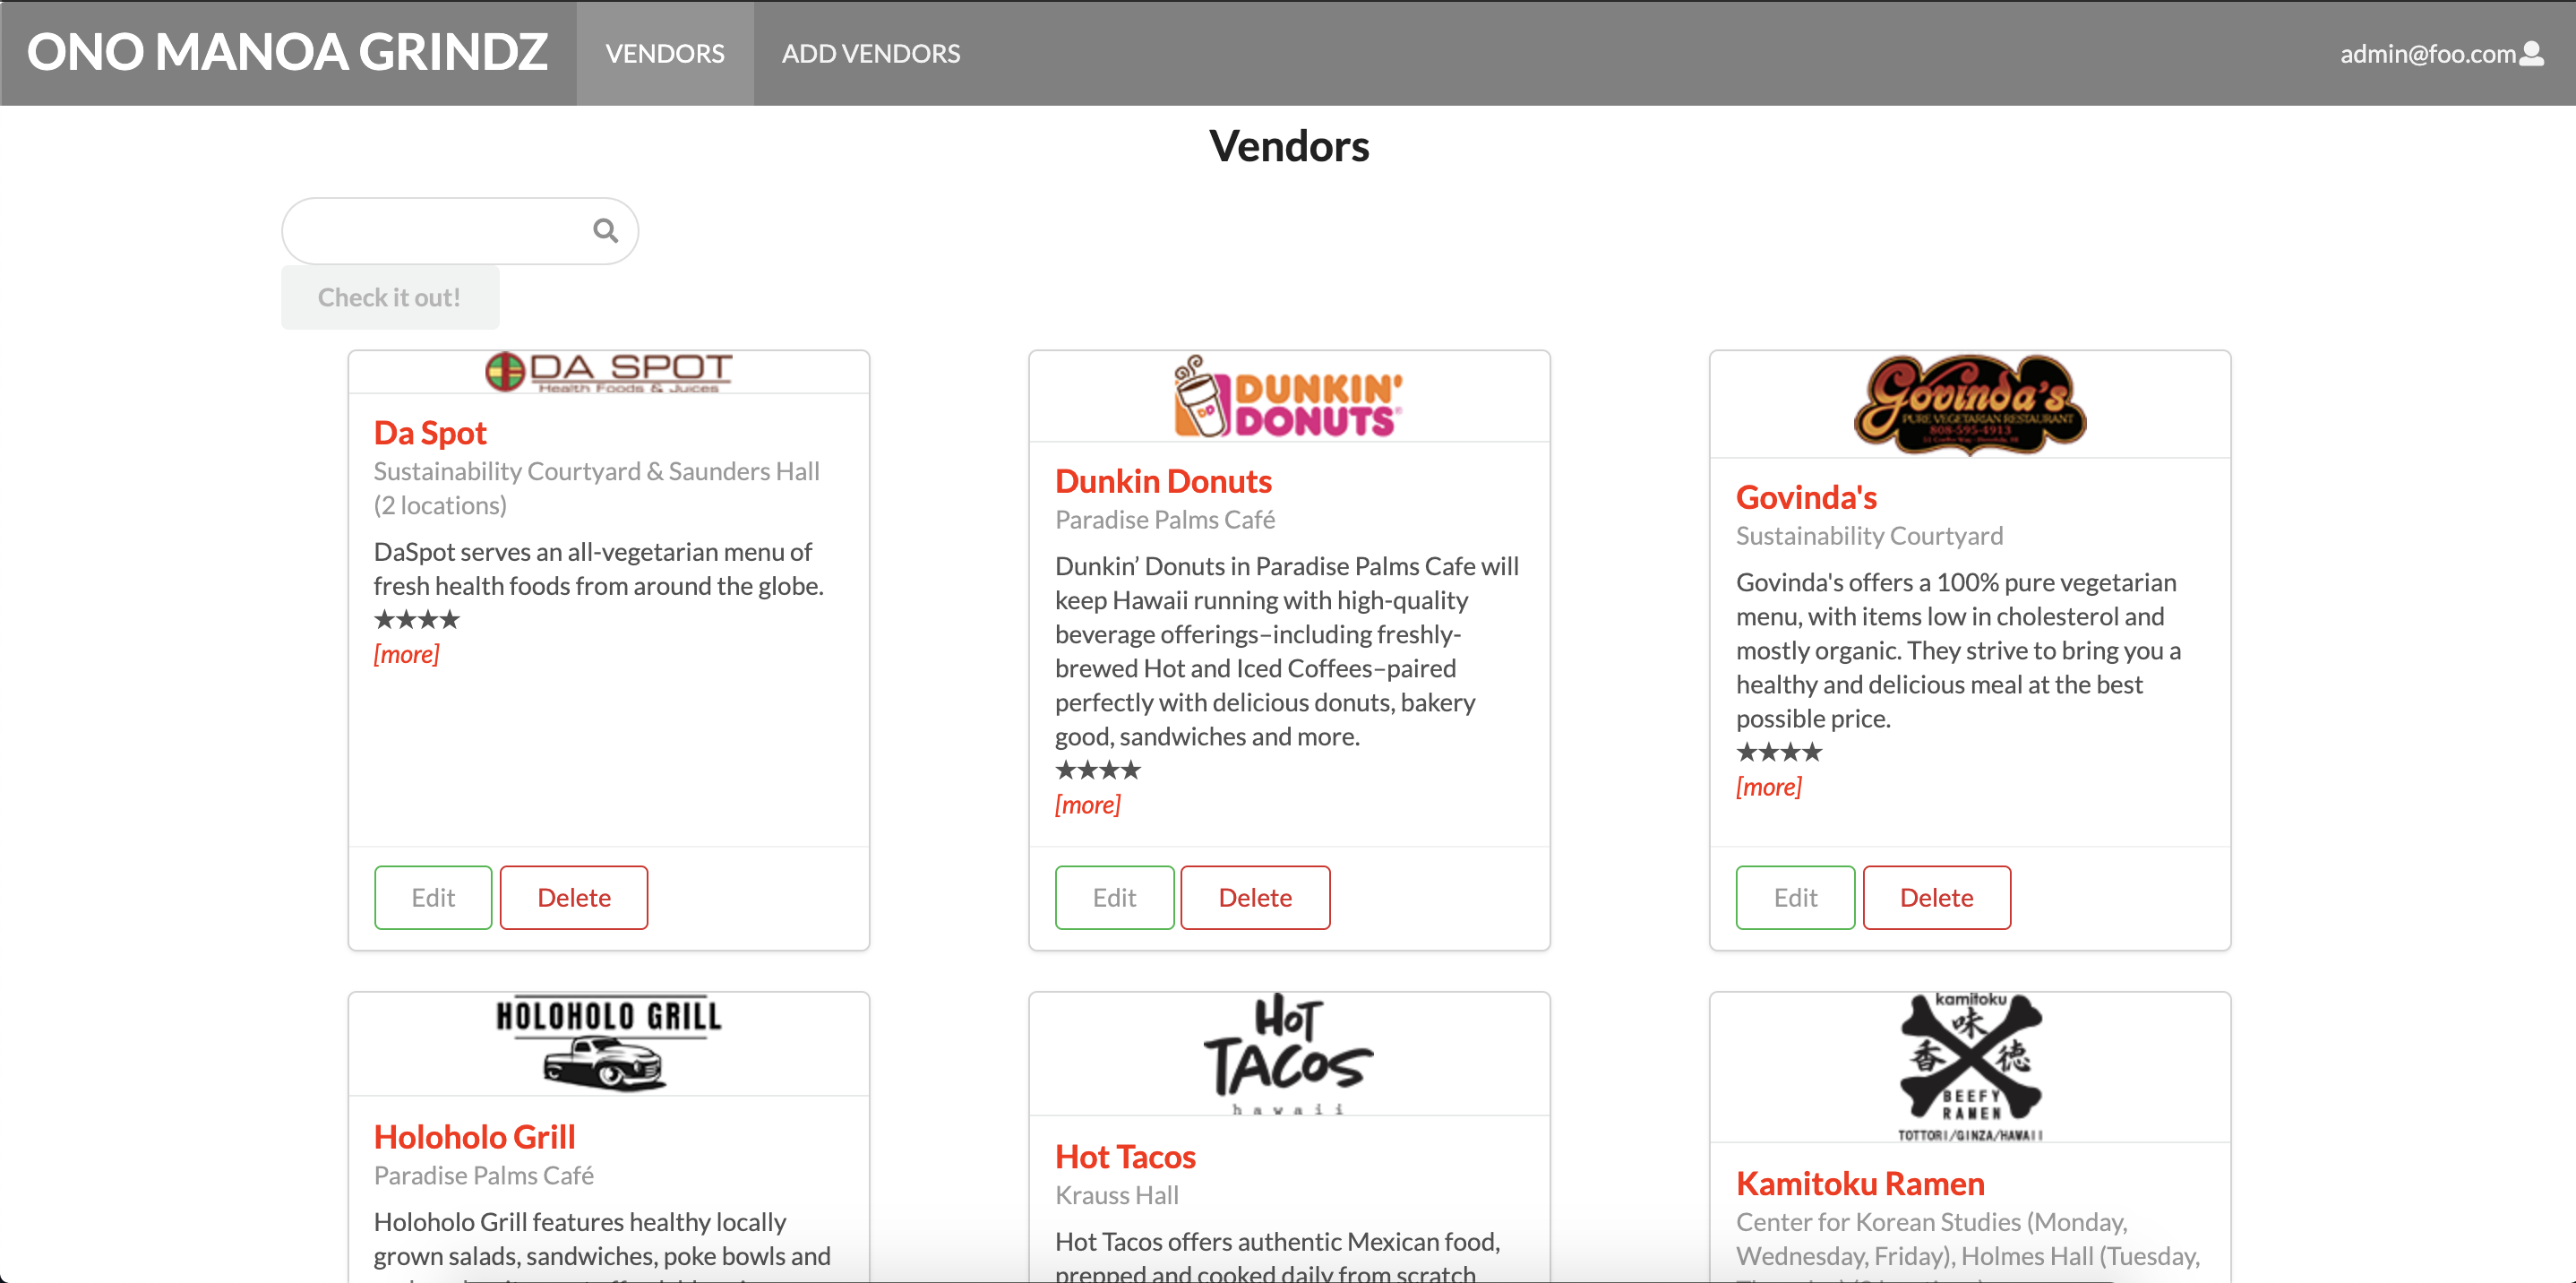 ONO MANOA GRINDZ
VENDORS
ADD VENDORS
admin@foo.com
Vendors
Check it out!
DA SPOT
Health Foods & Juices
Da Spot
Sustainability Courtyard & Saunders Hall
(2 locations)
DaSpot serves an all-vegetarian menu of
fresh health foods from around the globe.
★★★★
[more]
Edit
Delete
DUNKIN'
DD
DONUTS
Dunkin Donuts
Paradise Palms Café
Dunkin’ Donuts in Paradise Palms Cafe will
keep Hawaii running with high-quality
beverage offerings–including freshly-
brewed Hot and Iced Coffees–paired
perfectly with delicious donuts, bakery
good, sandwiches and more.
★★★★
[more]
Edit
Delete
Govinda's
PURE VEGETARIAN RESTAURANT
808-595-4913
Govinda's
Sustainability Courtyard
Govinda's offers a 100% pure vegetarian
menu, with items low in cholesterol and
mostly organic. They strive to bring you a
healthy and delicious meal at the best
possible price.
★★★★
[more]
Edit
Delete
HOLOHOLO GRILL
Holoholo Grill
Paradise Palms Café
Holoholo Grill features healthy locally
grown salads, sandwiches, poke bowls and
HOT
TACOS
hawaii
Hot Tacos
Krauss Hall
Hot Tacos offers authentic Mexican food,
prepped and cooked daily from scratch
kamitoku
味
香 徳
BEEFY
RAMEN
TOTTORI/GINZA/HAWAII
Kamitoku Ramen
Center for Korean Studies (Monday,
Wednesday, Friday), Holmes Hall (Tuesday,